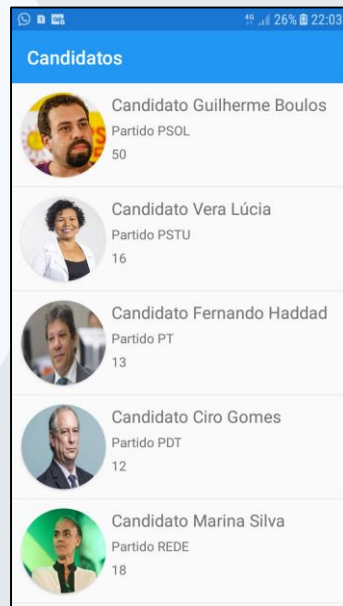 4G 26% 22:03
Candidatos
Candidato Guilherme Boulos
Partido PSOL
50
Candidato Vera Lúcia
Partido PSTU
16
Candidato Fernando Haddad
Partido PT
13
Candidato Ciro Gomes
Partido PDT
12
Candidato Marina Silva
Partido REDE
18